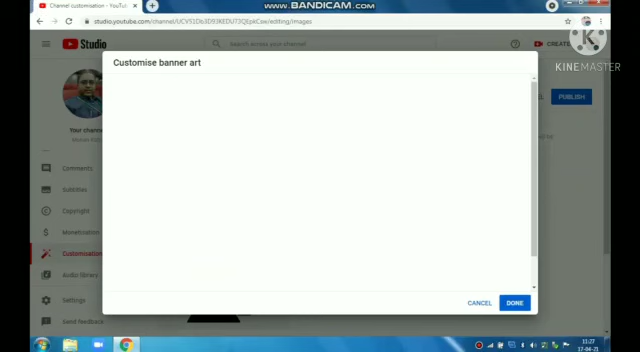 Channel customisation - YouTu
WWW.BANDICAM.COM
studio.youtube.com/channel/
/editing/images
Studio
Search across your channel
CREATE
KINEMASTER
Customise banner art
PUBLISH
Your channel
Comments
Subtitles
Copyright
Monetisation
Customisation
Audio library
Settings
Send feedback
CANCEL
DONE
11:27
17-04-21